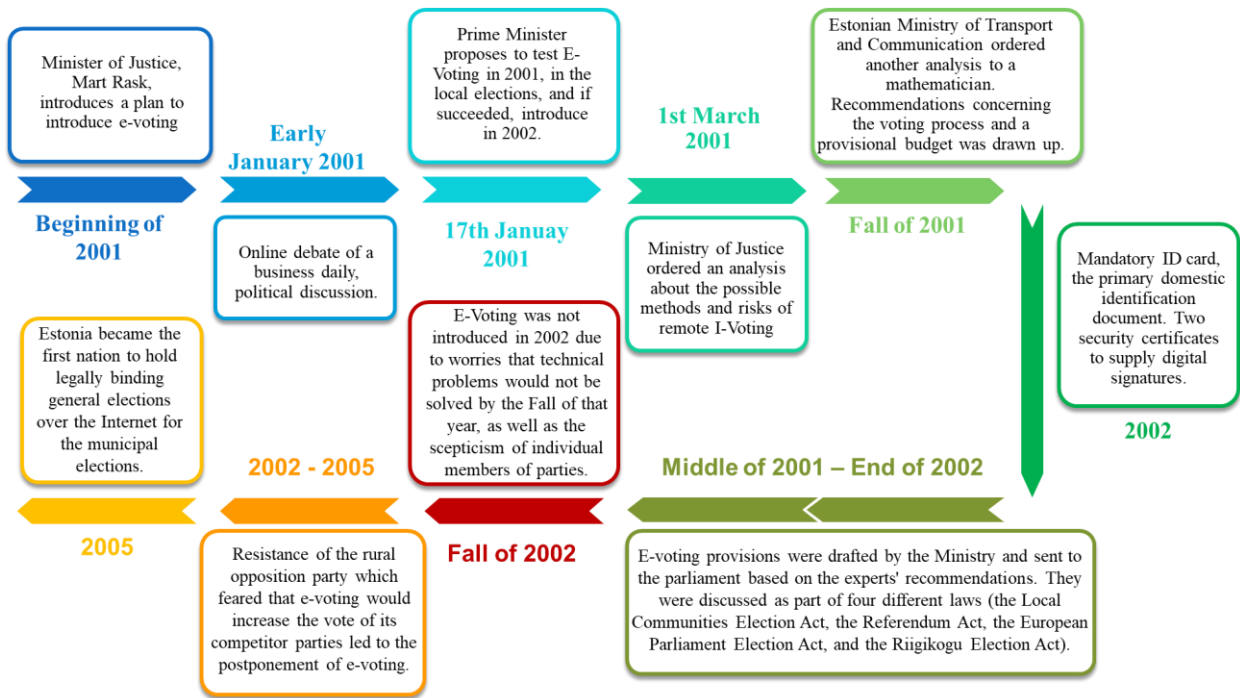 Minister of Justice,
Mart Rask,
introduces a plan to
introduce e-voting
Beginning of
2001
Early
January 2001
Online debate of a
business daily,
political discussion.
Prime Minister
proposes to test E-
Voting in 2001, in the
local elections, and if
succeeded, introduce
in 2002.
17th Januay
2001
1st March
2001
Ministry of Justice
ordered an analysis
about the possible
methods and risks of
remote I-Voting
Estonian Ministry of Transport
and Communication ordered
another analysis to a
mathematician.
Recommendations concerning
the voting process and a
provisional budget was drawn up.
Fall of 2001
Mandatory ID card,
the primary domestic
identification
document. Two
security certificates
to supply digital
signatures.
2002
Middle of 2001 – End of 2002
E-voting provisions were drafted by the Ministry and sent to
the parliament based on the experts' recommendations. They
were discussed as part of four different laws (the Local
Communities Election Act, the Referendum Act, the European
Parliament Election Act, and the Riigikogu Election Act).
E-Voting was not
introduced in 2002 due
to worries that technical
problems would not be
solved by the Fall of that
year, as well as the
scepticism of individual
members of parties.
Fall of 2002
2002 - 2005
Resistance of the rural
opposition party which
feared that e-voting would
increase the vote of its
competitor parties led to the
postponement of e-voting.
Estonia became the
first nation to hold
legally binding
general elections
over the Internet for
the municipal
elections.
2005